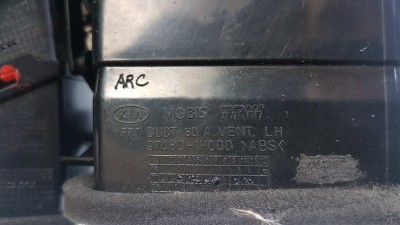 ARC
KIA MOBIS
FRT DUCT SD A.VENT. LH
97480-1H000 >ABS<